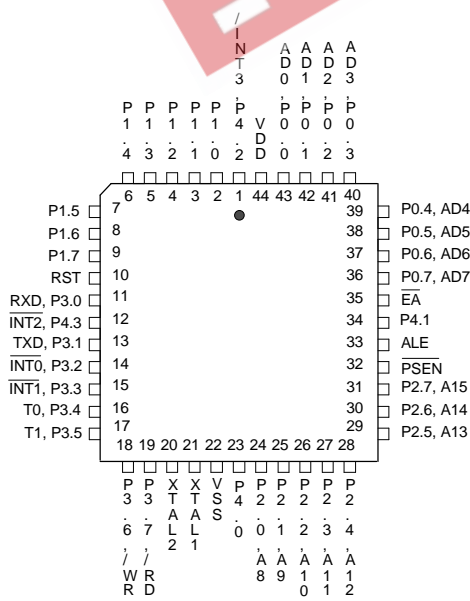 /INT3, P4.2
AD0, P0.0
AD1, P0.1
AD2, P0.2
AD3, P0.3
P1.4
P1.3
P1.2
P1.1
P1.0
VDD
6 5 4 3 2 1 44 43 42 41 40
P1.5 7
P1.6 8
P1.7 9
RST 10
RXD, P3.0 11
INT2, P4.3 12
TXD, P3.1 13
INT0, P3.2 14
INT1, P3.3 15
T0, P3.4 16
T1, P3.5 17
39 P0.4, AD4
38 P0.5, AD5
37 P0.6, AD6
36 P0.7, AD7
35 EA
34 P4.1
33 ALE
32 PSEN
31 P2.7, A15
30 P2.6, A14
29 P2.5, A13
18 19 20 21 22 23 24 25 26 27 28
P3.6, /WR
P3.7, /RD
XTAL2
XTAL1
VSS
P4.0
P2.0, A8
P2.1, A9
P2.2, A10
P2.3, A11
P2.4, A12